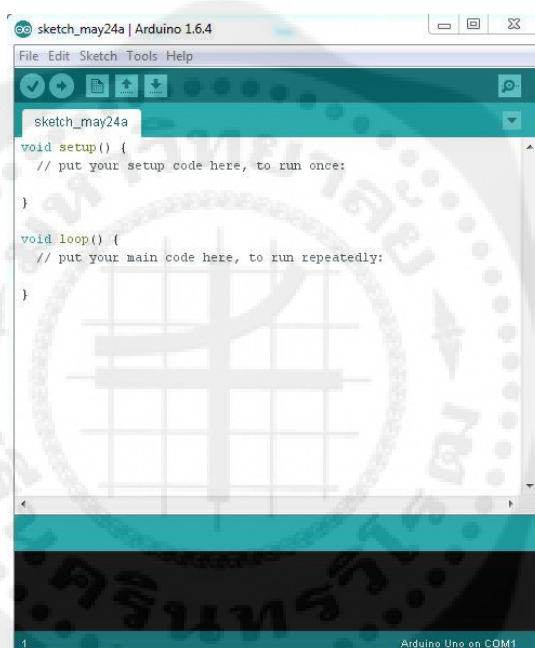 sketch_may24a | Arduino 1.6.4
File Edit Sketch Tools Help
sketch_may24a
void setup() {
  // put your setup code here, to run once:
}
void loop() {
  // put your main code here, to run repeatedly:
}
1
Arduino Uno on COM1